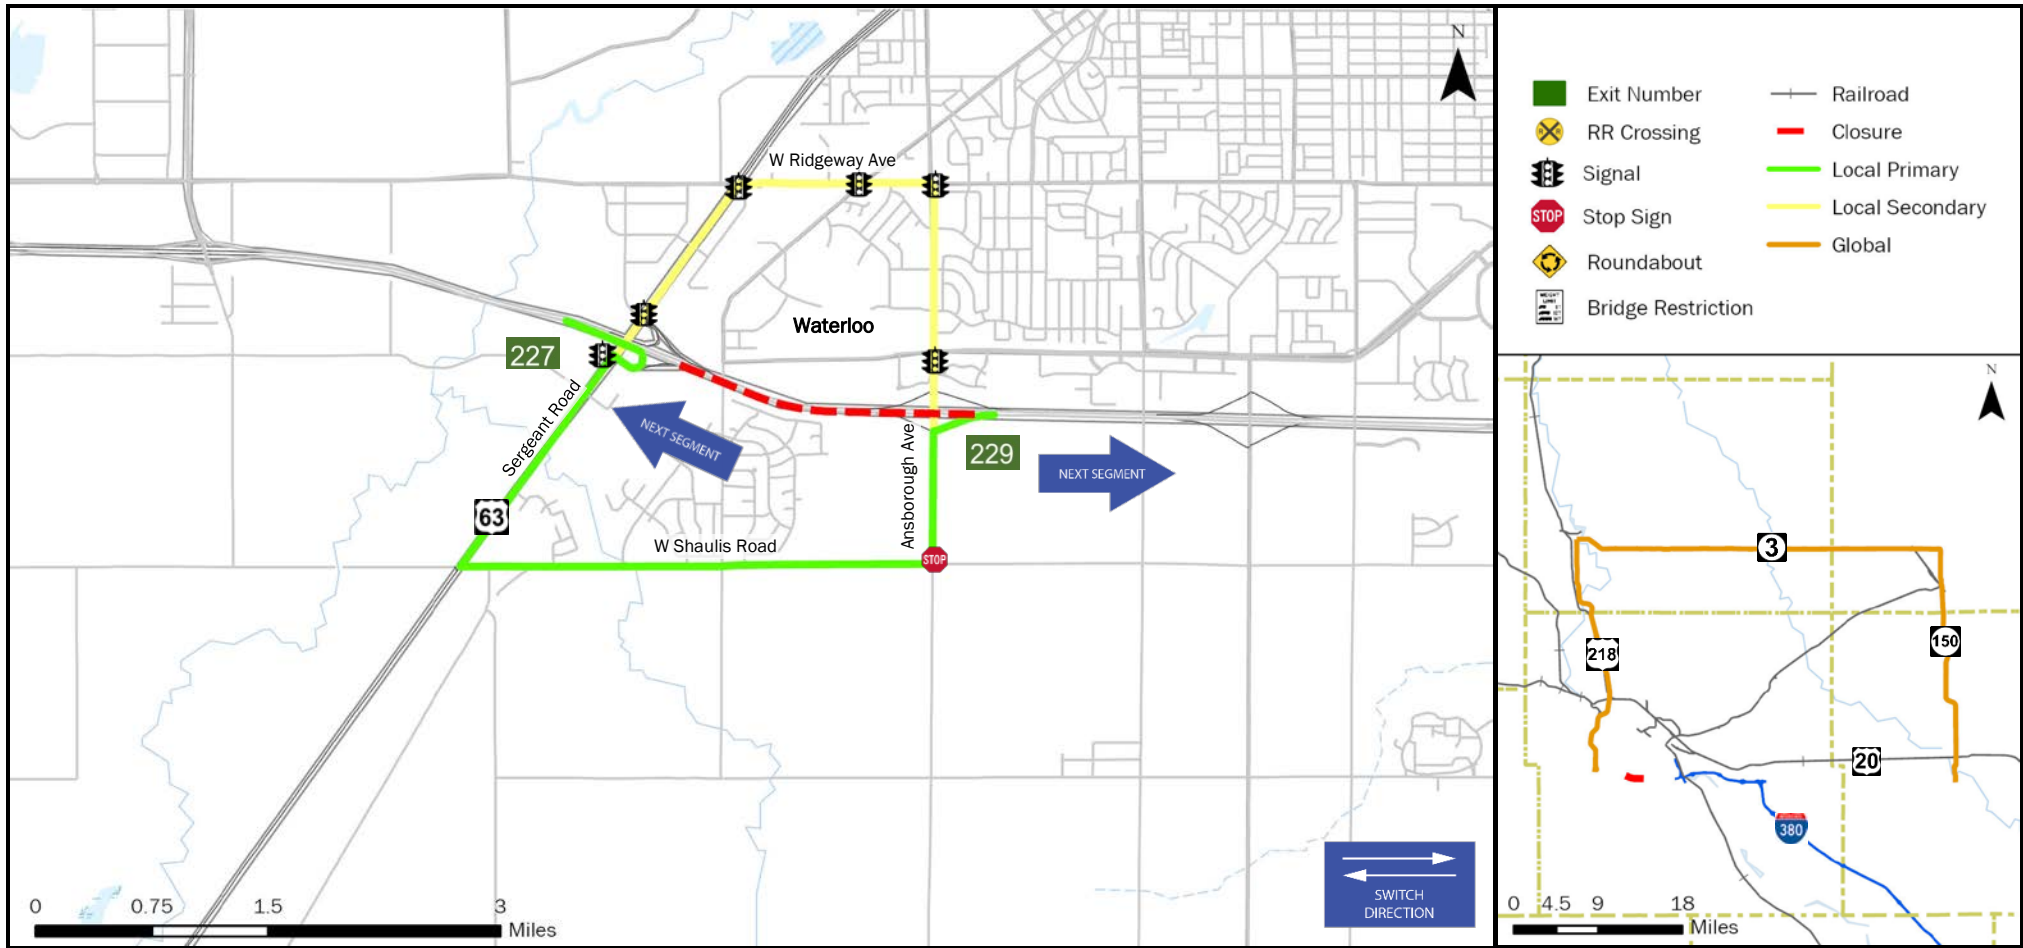 N
W Ridgeway Ave
Waterloo
227
Sergeant Road
NEXT SEGMENT
Ansborough Ave
229
NEXT SEGMENT
63
W Shaulis Road
STOP
0 0.75 1.5 3
Miles
SWITCH
DIRECTION
Exit Number
RR Crossing
Signal
STOP
Stop Sign
Roundabout
Bridge Restriction
Railroad
Closure
Local Primary
Local Secondary
Global
N
3
218
150
20
380
0 4.5 9 18
Miles